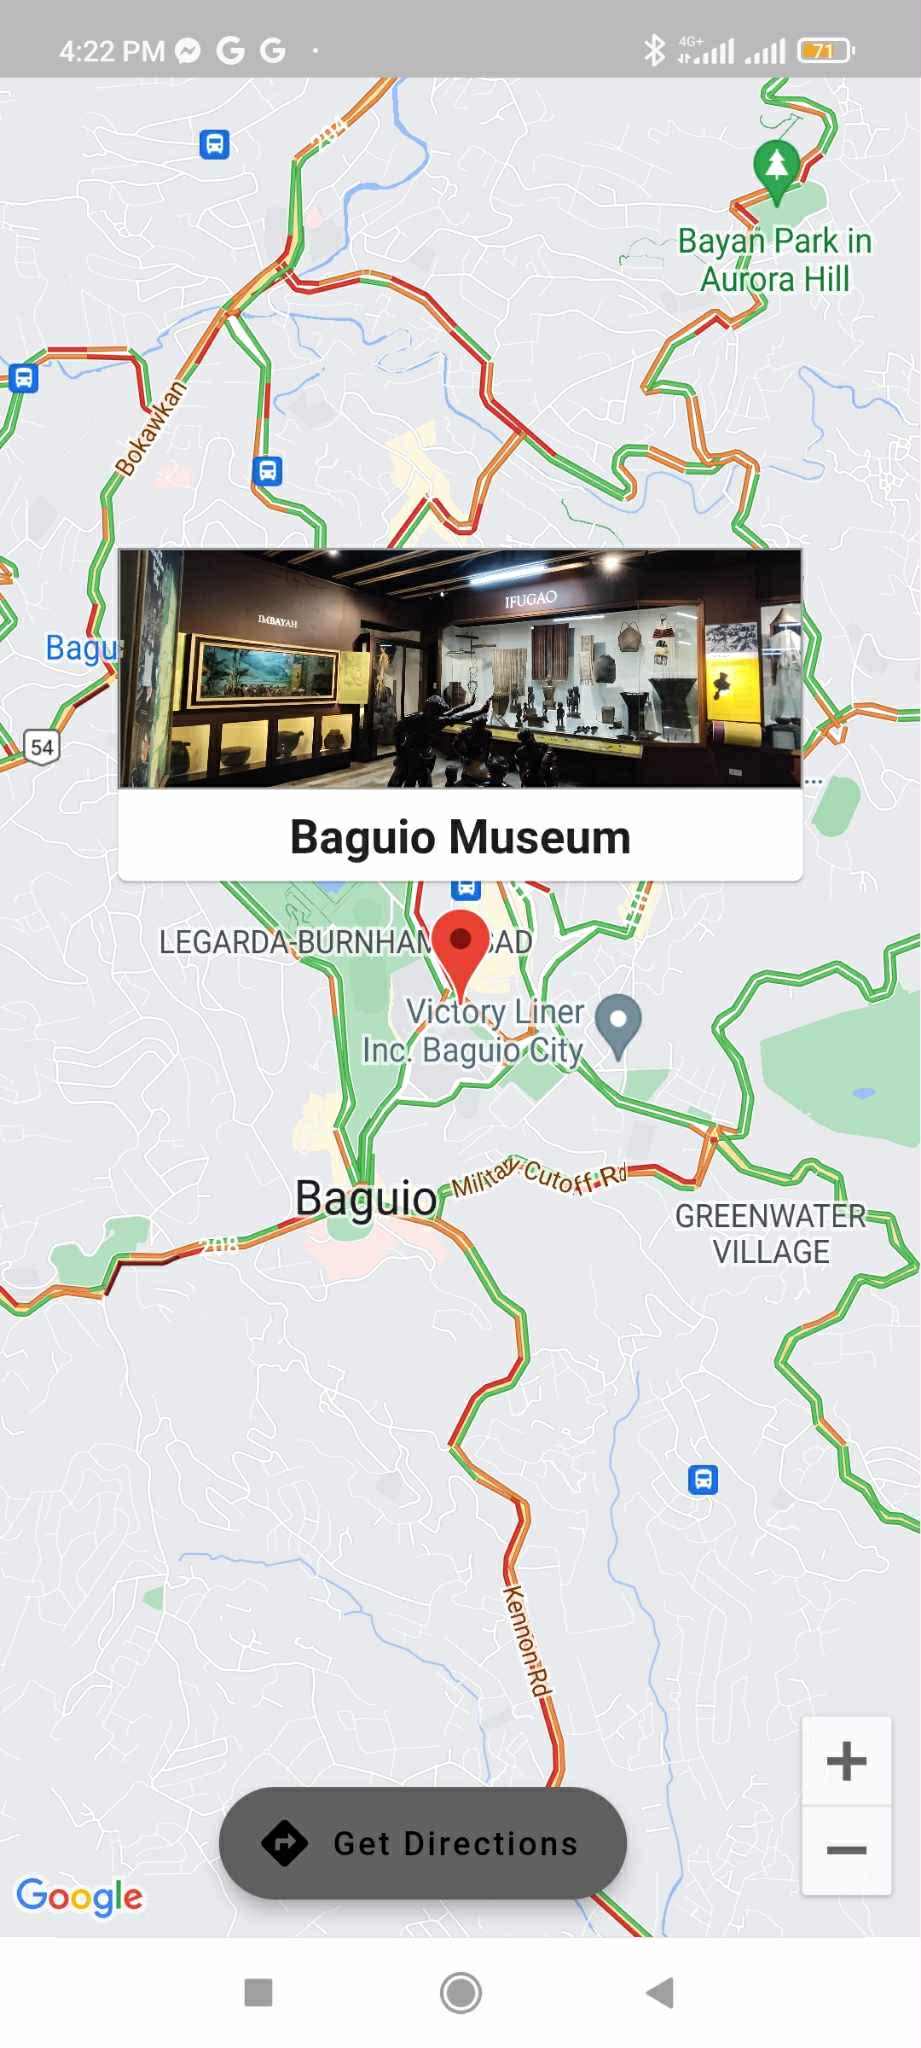 4:22 PM
4G+
71
204
Bayan Park in
Aurora Hill
Bokawkan
IMBAYAH
IFUGAO
Bagu
54
...
Baguio Museum
LEGARDA-BURNHAM
AD
Victory Liner
Inc. Baguio City
Baguio
Military Cutoff Rd
GREENWATER
VILLAGE
208
Kennon Rd
Get Directions
+
−
Google